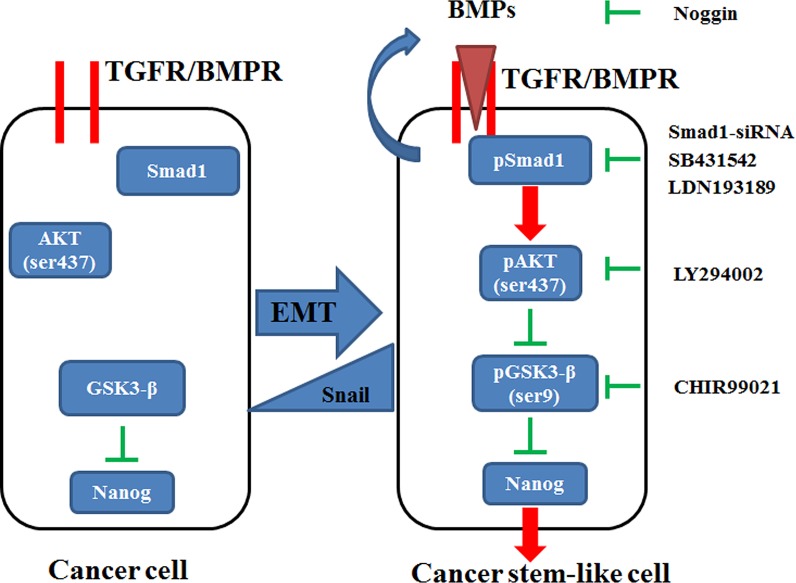 BMPs
Noggin
TGFR/BMPR
TGFR/BMPR
Smad1
AKT
(ser437)
GSK3-β
Nanog
Cancer cell
EMT
Snail
pSmad1
pAKT
(ser437)
pGSK3-β
(ser9)
Nanog
Cancer stem-like cell
Smad1-siRNA
SB431542
LDN193189
LY294002
CHIR99021